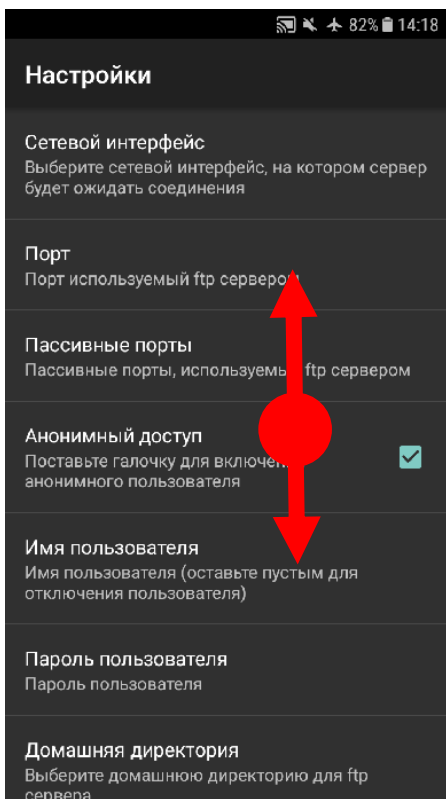 82% 14:18
Настройки
Сетевой интерфейс
Выберите сетевой интерфейс, на котором сервер
будет ожидать соединения
Порт
Порт используемый ftp сервером
Пассивные порты
Пассивные порты, используемые ftp сервером
Анонимный доступ
Поставьте галочку для включения
анонимного пользователя
Имя пользователя
Имя пользователя (оставьте пустым для
отключения пользователя)
Пароль пользователя
Пароль пользователя
Домашняя директория
Выберите домашнюю директорию для ftp
сервера